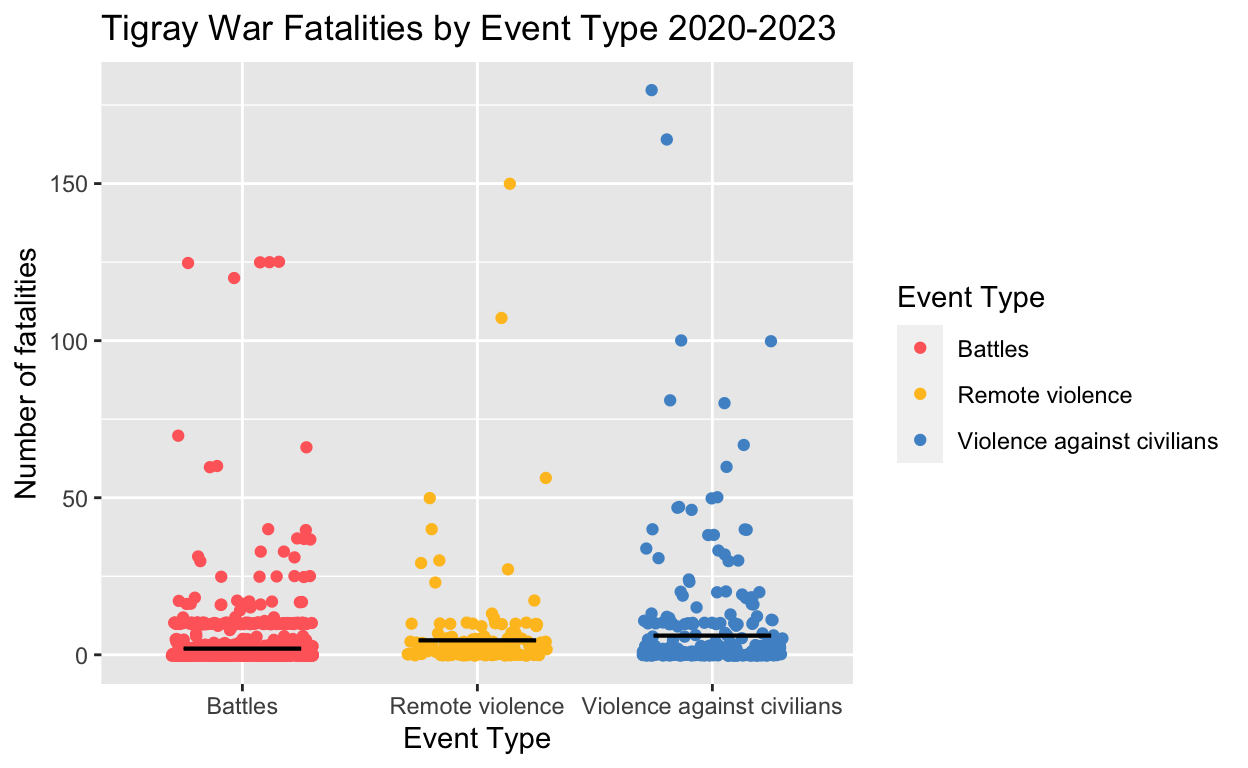 Tigray War Fatalities by Event Type 2020-2023
Number of fatalities
150
100
50
0
Battles
Remote violence
Violence against civilians
Event Type
Event Type
Battles
Remote violence
Violence against civilians